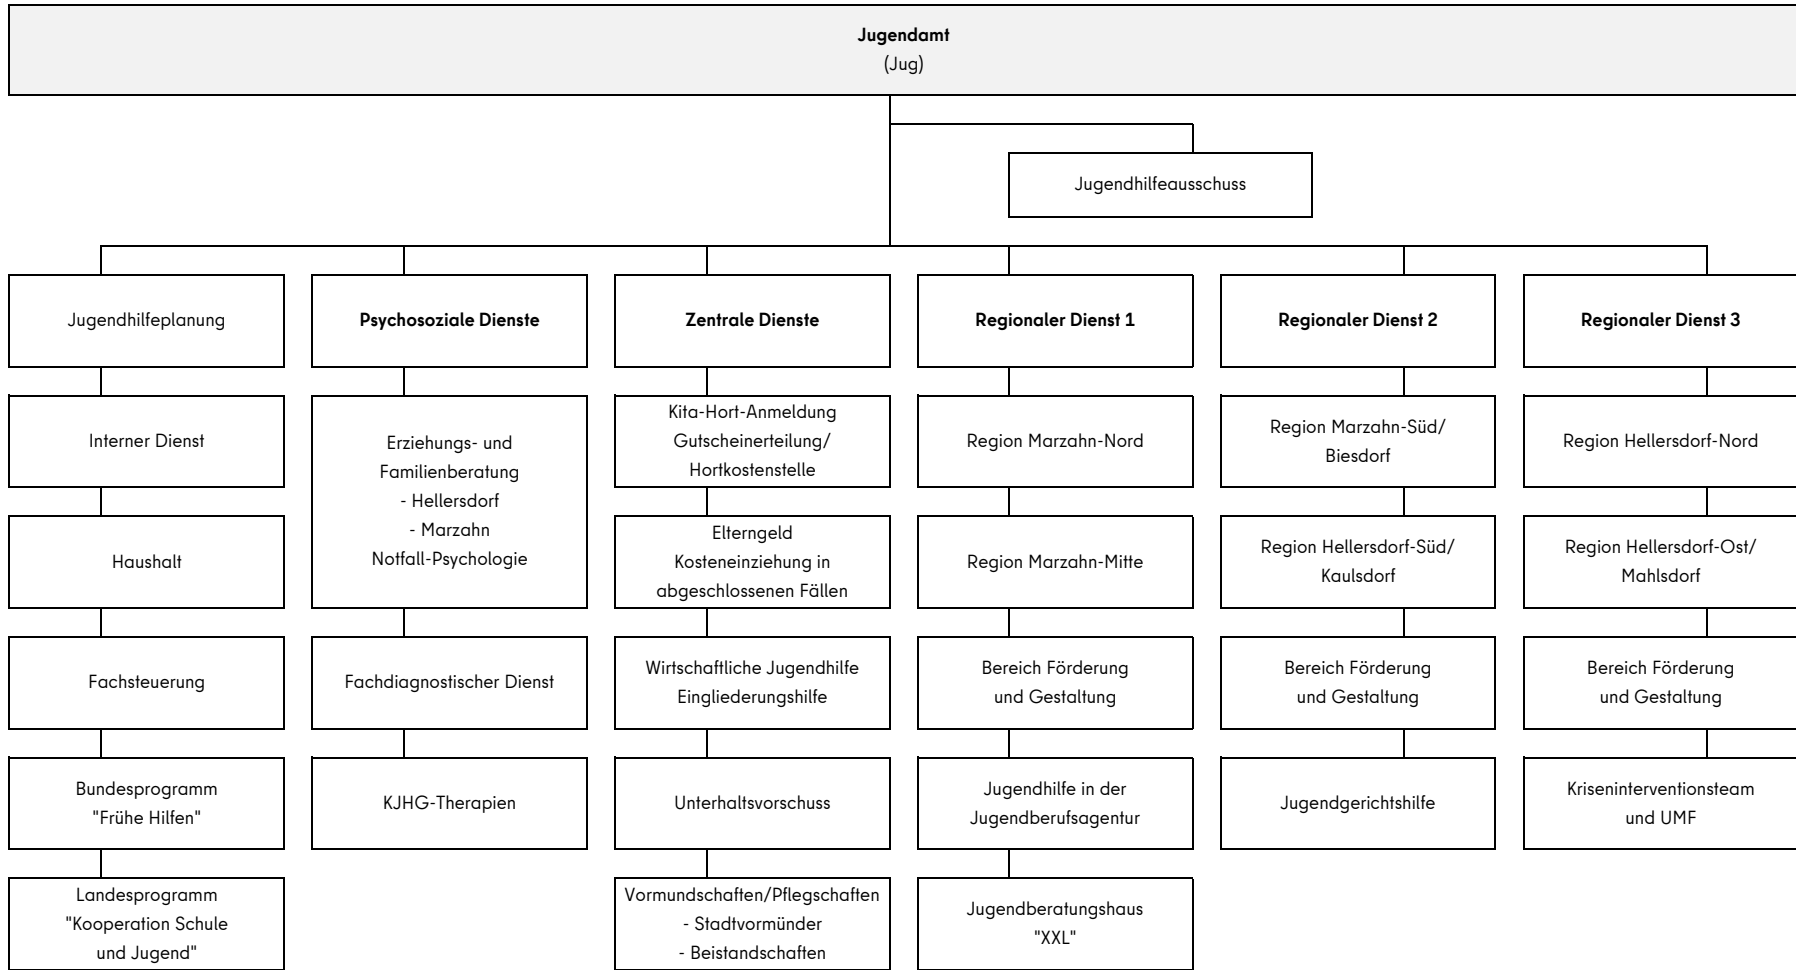 Jugendamt
(Jug)
Jugendhilfeausschuss
Jugendhilfeplanung
Psychosoziale Dienste
Zentrale Dienste
Regionaler Dienst 1
Regionaler Dienst 2
Regionaler Dienst 3
Interner Dienst
Haushalt
Fachsteuerung
Bundesprogramm
"Frühe Hilfen"
Landesprogramm
"Kooperation Schule
und Jugend"
Erziehungs- und
Familienberatung
- Hellersdorf
- Marzahn
Notfall-Psychologie
Fachdiagnostischer Dienst
KJHG-Therapien
Kita-Hort-Anmeldung
Gutscheinerteilung/
Hortkostenstelle
Elterngeld
Kosteneinziehung in
abgeschlossenen Fällen
Wirtschaftliche Jugendhilfe
Eingliederungshilfe
Unterhaltsvorschuss
Vormundschaften/Pflegschaften
- Stadtvormünder
- Beistandschaften
Region Marzahn-Nord
Region Marzahn-Mitte
Bereich Förderung
und Gestaltung
Jugendhilfe in der
Jugendberufsagentur
Jugendberatungshaus
"XXL"
Region Marzahn-Süd/
Biesdorf
Region Hellersdorf-Süd/
Kaulsdorf
Bereich Förderung
und Gestaltung
Jugendgerichtshilfe
Region Hellersdorf-Nord
Region Hellersdorf-Ost/
Mahlsdorf
Bereich Förderung
und Gestaltung
Kriseninterventionsteam
und UMF